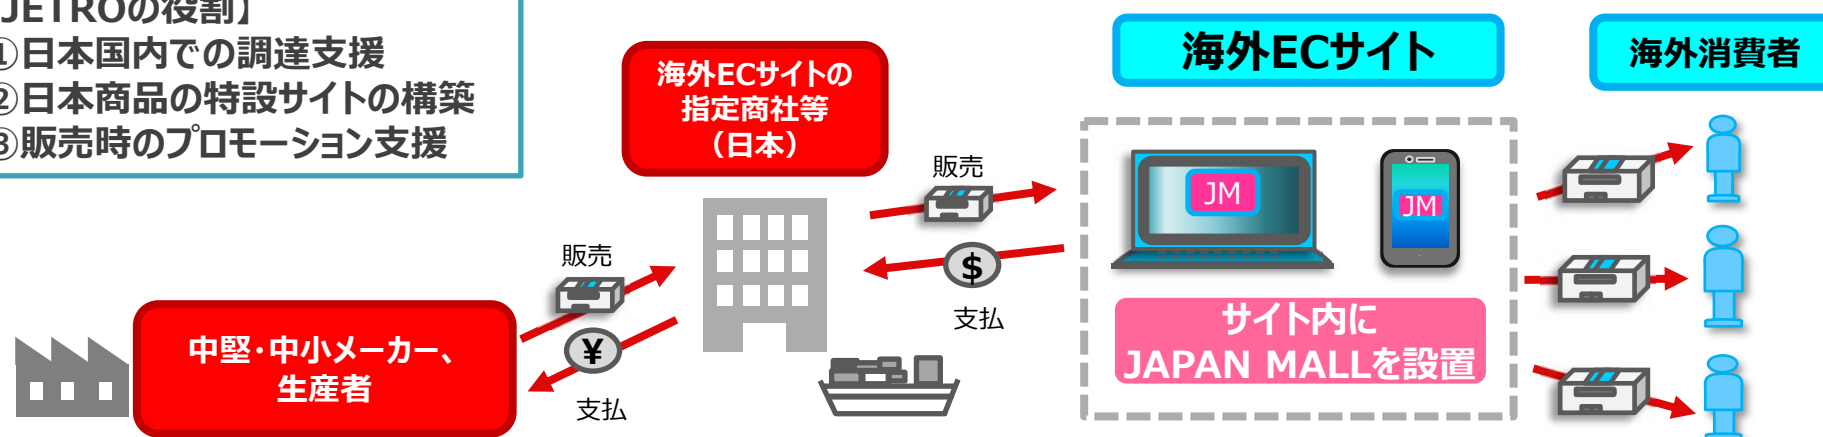 JETROの役割】
①日本国内での調達支援
②日本商品の特設サイトの構築
③販売時のプロモーション支援
海外ECサイトの
指定商社等
（日本）
海外ECサイト
海外消費者
販売
JM
JM
$
支払
販売
¥
支払
中堅・中小メーカー、
生産者
サイト内に
JAPAN MALLを設置